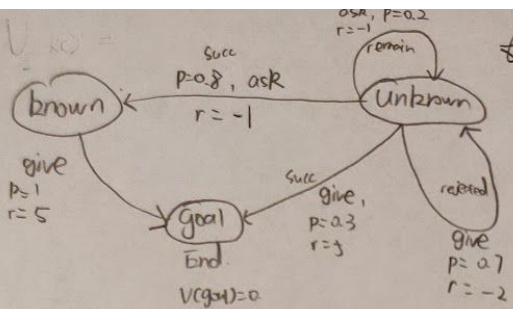 ask, p=0.2
r=-1
remain
succ
p=0.8, ask
r=-1
known
unknown
give
p=1
r=5
succ
give,
p=0.3
r=5
goal
End.
V(goal)=0
rejected
give
p=0.7
r=-2